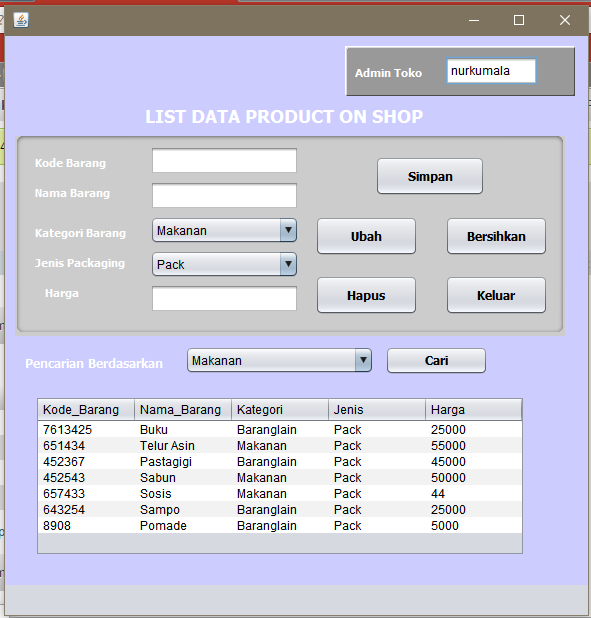 Admin Toko nurkumala
LIST DATA PRODUCT ON SHOP
Kode Barang
Simpan
Nama Barang
Kategori Barang Makanan Ubah Bersihkan
Jenis Packaging Pack
Harga Hapus Keluar
Pencarian Berdasarkan Makanan Cari
Kode_Barang Nama_Barang Kategori Jenis Harga
7613425 Buku Baranglain Pack 25000
651434 Telur Asin Makanan Pack 55000
452367 Pastagigi Baranglain Pack 45000
452543 Sabun Makanan Pack 50000
657433 Sosis Makanan Pack 44
643254 Sampo Baranglain Pack 25000
8908 Pomade Baranglain Pack 5000